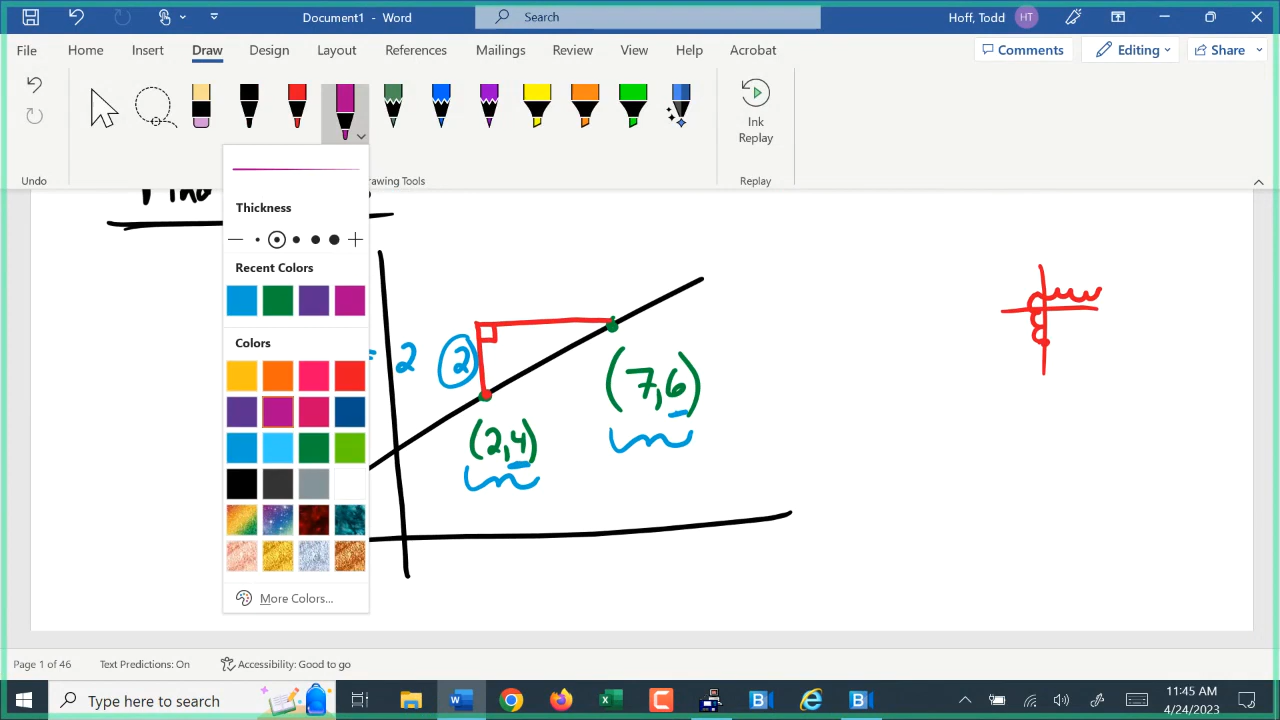 Document1 - Word
Search
Hoff, Todd
HT
File
Home
Insert
Draw
Design
Layout
References
Mailings
Review
View
Help
Acrobat
Comments
Editing
Share
Ink
Replay
Undo
rawing Tools
Replay
Thickness
Recent Colors
Colors
More Colors...
= 2
2
(7,6)
(2,4)
Page 1 of 46
Text Predictions: On
Accessibility: Good to go
Type here to search
11:45 AM
4/24/2023